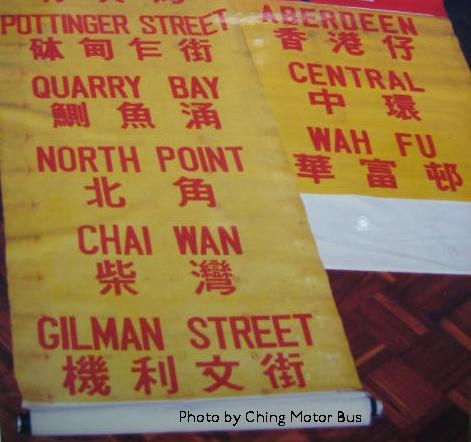 POTTINGER STREET
砵甸乍街
QUARRY BAY
鰂魚涌
NORTH POINT
北角
CHAI WAN
柴灣
GILMAN STREET
機利文街
ABERDEEN
香港仔
CENTRAL
中環
WAH FU
華富邨
Photo by Ching Motor Bus